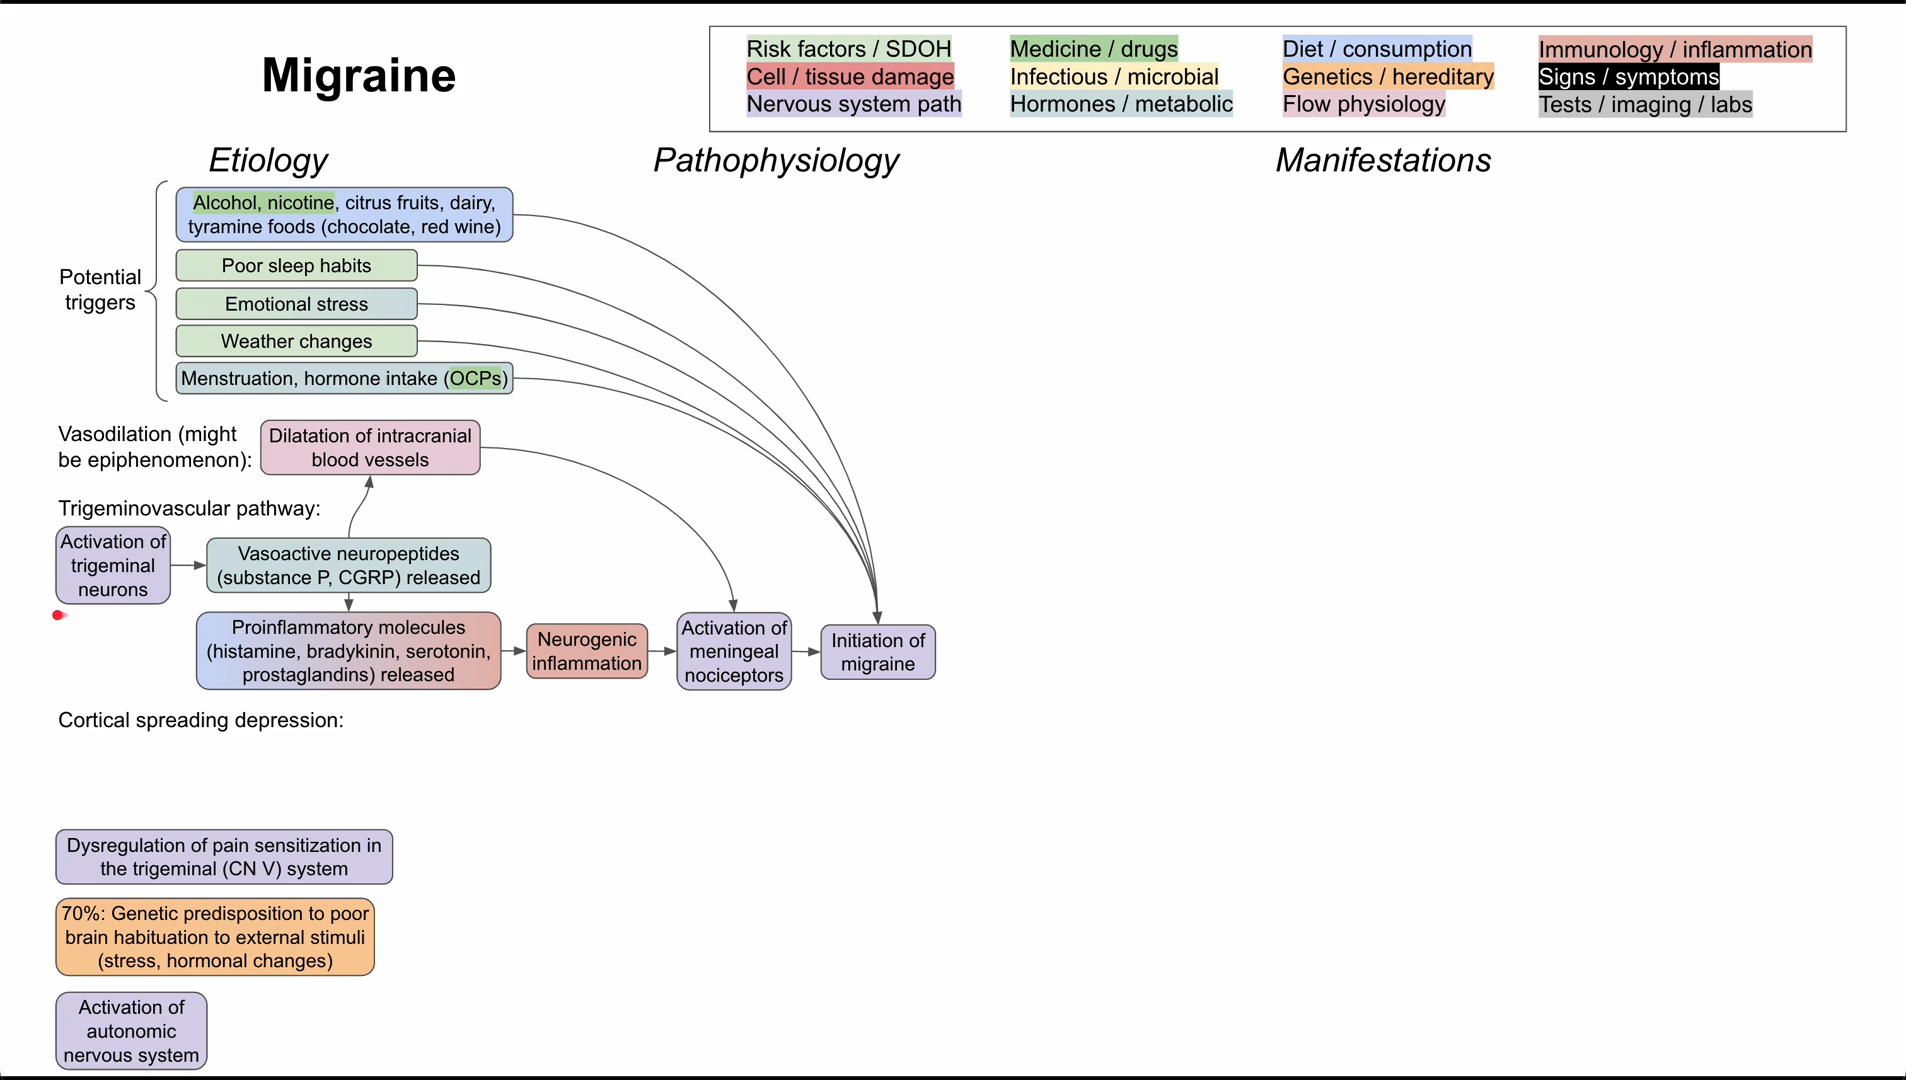 Migraine
Risk factors / SDOH
Cell / tissue damage
Nervous system path
Medicine / drugs
Infectious / microbial
Hormones / metabolic
Diet / consumption
Genetics / hereditary
Flow physiology
Immunology / inflammation
Signs / symptoms
Tests / imaging / labs
Etiology
Pathophysiology
Manifestations
Potential
triggers
Alcohol, nicotine, citrus fruits, dairy,
tyramine foods (chocolate, red wine)
Poor sleep habits
Emotional stress
Weather changes
Menstruation, hormone intake (OCPs)
Vasodilation (might
be epiphenomenon):
Dilatation of intracranial
blood vessels
Trigeminovascular pathway:
Activation of
trigeminal
neurons
Vasoactive neuropeptides
(substance P, CGRP) released
Proinflammatory molecules
(histamine, bradykinin, serotonin,
prostaglandins) released
Neurogenic
inflammation
Activation of
meningeal
nociceptors
Initiation of
migraine
Cortical spreading depression:
Dysregulation of pain sensitization in
the trigeminal (CN V) system
70%: Genetic predisposition to poor
brain habituation to external stimuli
(stress, hormonal changes)
Activation of
autonomic
nervous system